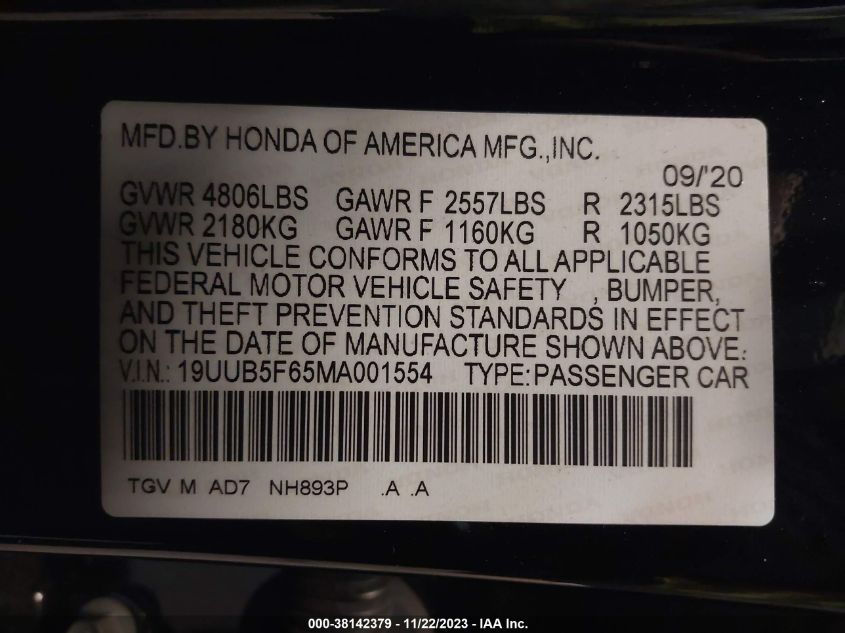 MFD.BY HONDA OF AMERICA MFG.,INC.
09/'20
GVWR 4806LBS GAWR F 2557LBS R 2315LBS
GVWR 2180KG GAWR F 1160KG R 1050KG
THIS VEHICLE CONFORMS TO ALL APPLICABLE
FEDERAL MOTOR VEHICLE SAFETY , BUMPER,
AND THEFT PREVENTION STANDARDS IN EFFECT
ON THE DATE OF MANUFACTURE SHOWN ABOVE.
V.I.N.: 19UUB5F65MA001554 TYPE:PASSENGER CAR
TGV M AD7 NH893P .A .A
000-38142379 - 11/22/2023 - IAA Inc.